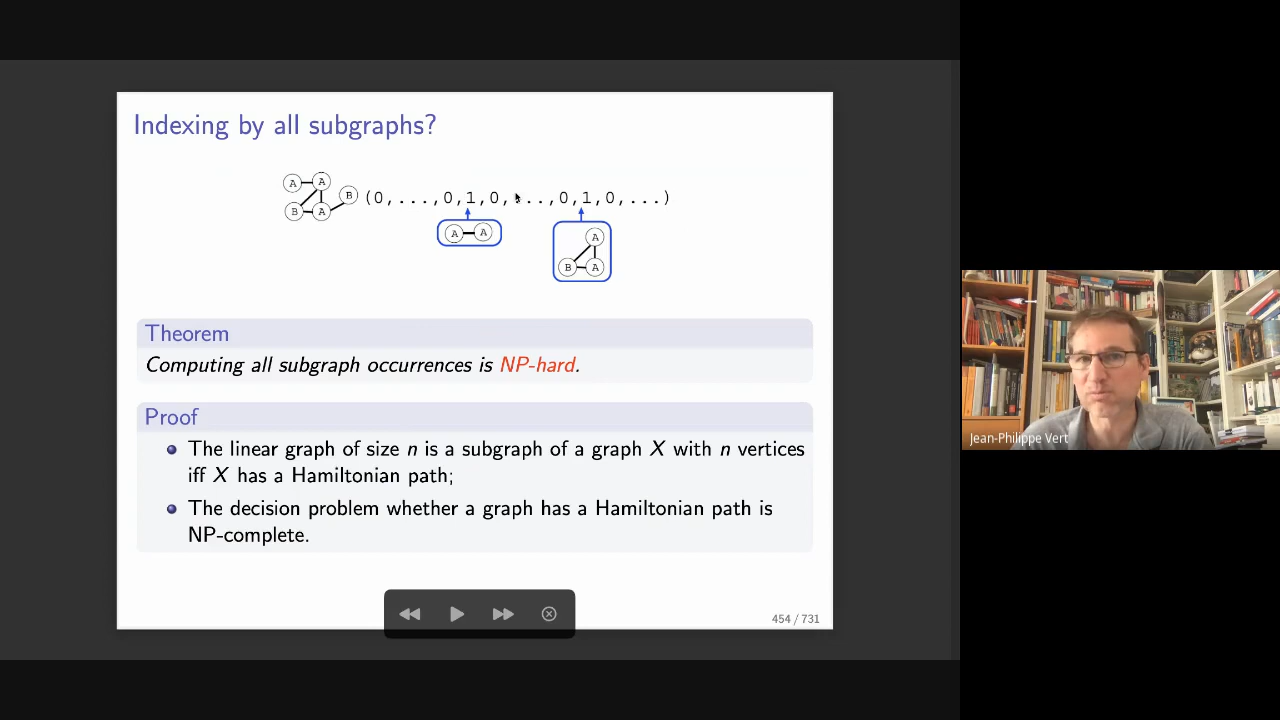 Indexing by all subgraphs?
A A
B
B A
(0,...,0,1,0,...,0,1,0,...)
A A
A
B A
Theorem
Computing all subgraph occurrences is NP-hard.
Proof
The linear graph of size n is a subgraph of a graph X with n vertices
iff X has a Hamiltonian path;
The decision problem whether a graph has a Hamiltonian path is
NP-complete.
454 / 731
Jean-Philippe Vert